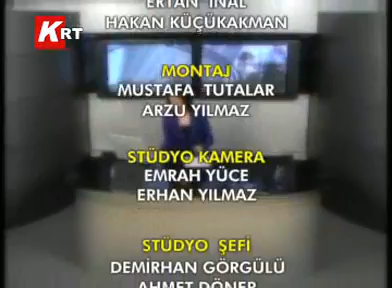 ERTAN İNAL
HAKAN KÜÇÜKAKMAN
KRT
MONTAJ
MUSTAFA TUTALAR
ARZU YILMAZ
STÜDYO KAMERA
EMRAH YÜCE
ERHAN YILMAZ
STÜDYO ŞEFİ
DEMİRHAN GÖRGÜLÜ
AHMET DÖNER